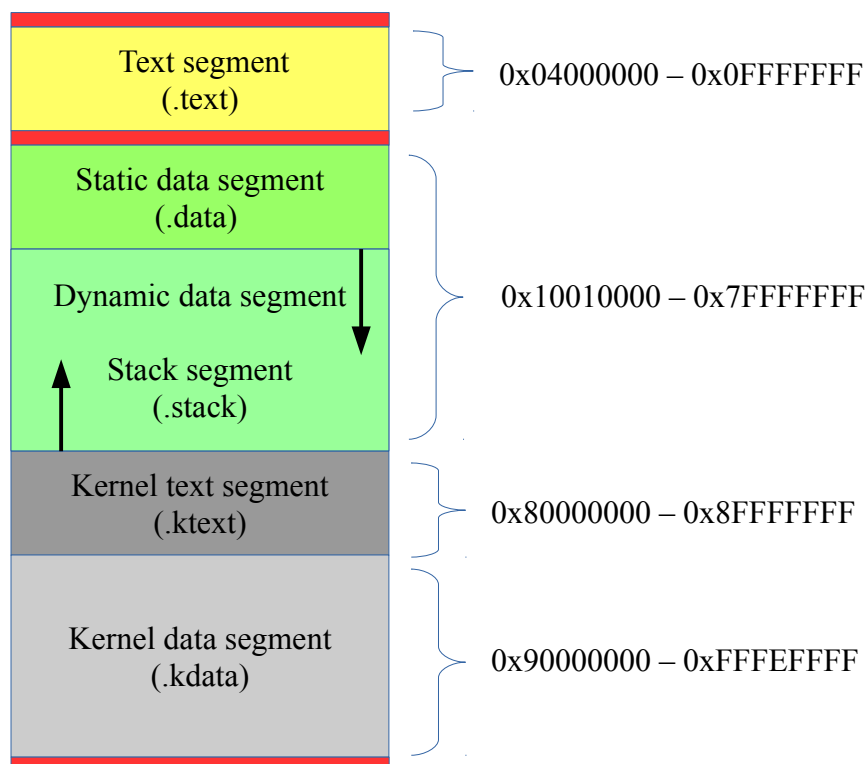 Text segment
(.text)
0x04000000 – 0x0FFFFFFF
Static data segment
(.data)
Dynamic data segment
0x10010000 – 0x7FFFFFFF
Stack segment
(.stack)
Kernel text segment
(.ktext)
0x80000000 – 0x8FFFFFFF
Kernel data segment
(.kdata)
0x90000000 – 0xFFFEFFFF